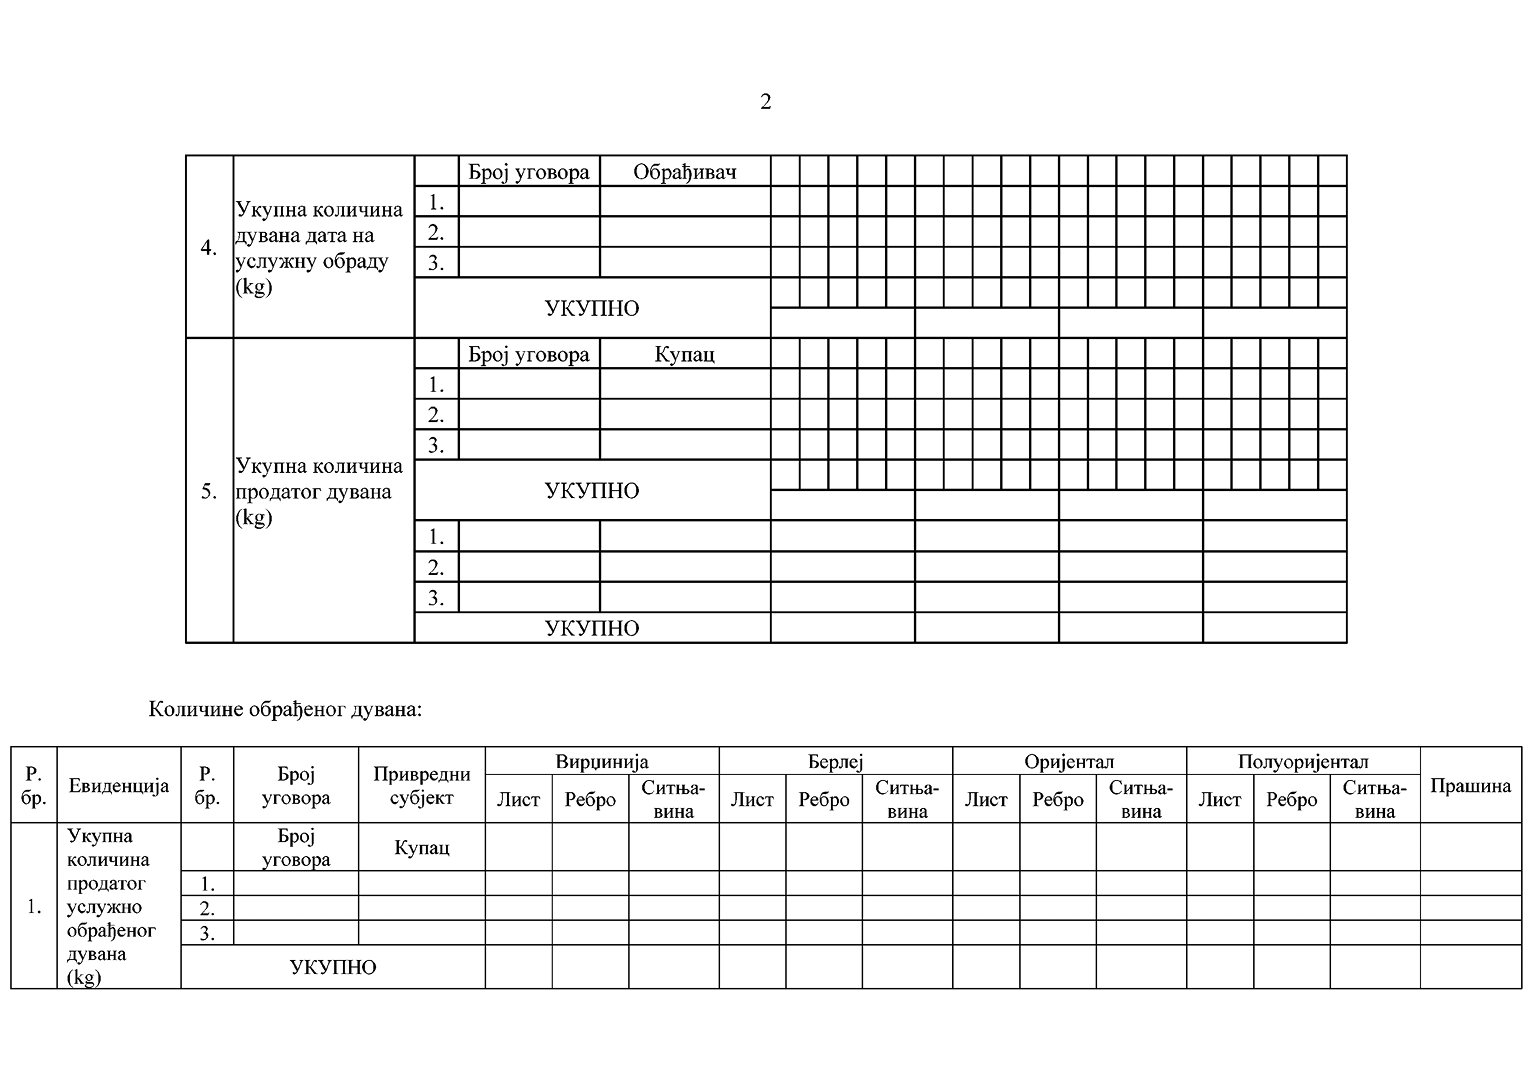 2
Број уговора Обрађивач
1.
2.
3.
4.
Укупна количина
дувана дата на
услужну обраду
(kg)
УКУПНО
Број уговора Купац
1.
2.
3.
5.
Укупна количина
продатог дувана
(kg)
УКУПНО
1.
2.
3.
УКУПНО
Количине обрађеног дувана:
Р.
бр.
Евиденција
Р.
бр.
Број
уговора
Привредни
субјект
Вирџинија
Берлеј
Оријентал
Полуоријентал
Прашина
Лист Ребро Ситња-
вина
Лист Ребро Ситња-
вина
Лист Ребро Ситња-
вина
Лист Ребро Ситња-
вина
1.
Укупна
количина
продатог
услужно
обрађеног
дувана
(kg)
Број
уговора
Купац
1.
2.
3.
УКУПНО